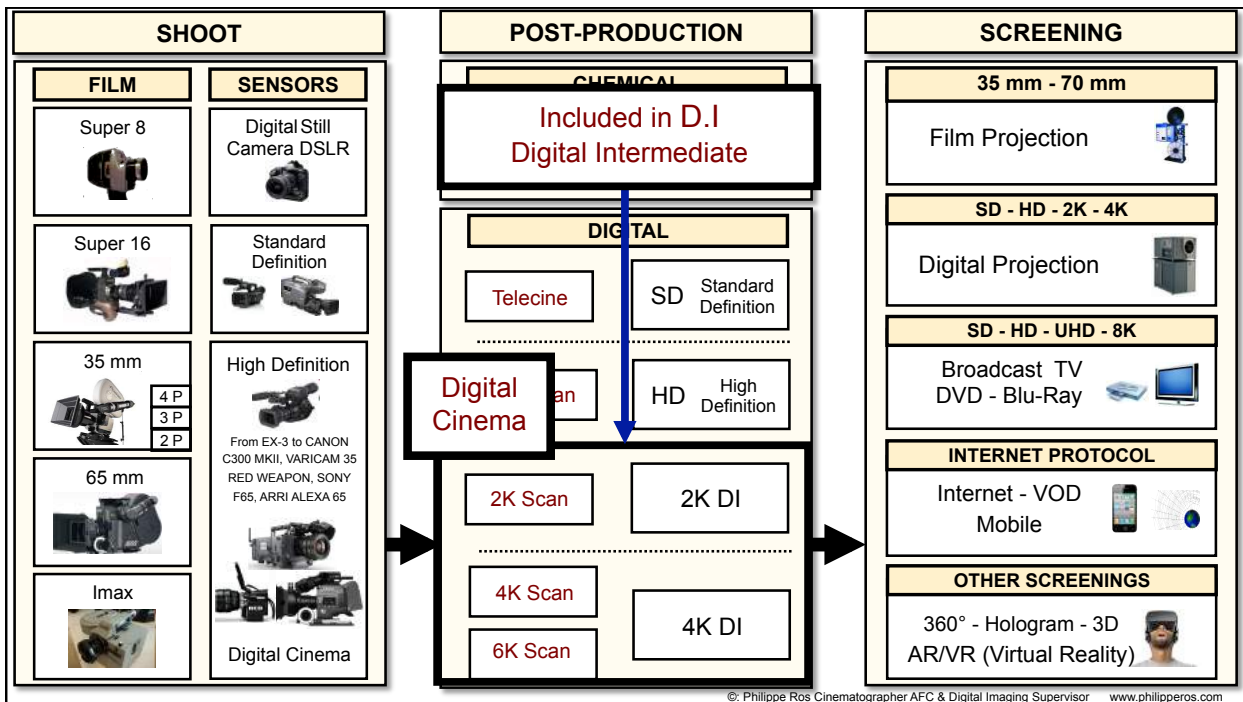 SHOOT
FILM
Super 8
Super 16
35 mm
4 P
3 P
2 P
65 mm
Imax
SENSORS
Digital Still
Camera DSLR
Standard
Definition
High Definition
From EX-3 to CANON
C300 MKII, VARICAM 35
RED WEAPON, SONY
F65, ARRI ALEXA 65
Digital Cinema
POST-PRODUCTION
CHEMICAL
Included in D.I
Digital Intermediate
DIGITAL
Telecine
SD Standard
Definition
Digital
Cinema
HD High
Definition
2K Scan
2K DI
4K Scan
6K Scan
4K DI
SCREENING
35 mm - 70 mm
Film Projection
SD - HD - 2K - 4K
Digital Projection
SD - HD - UHD - 8K
Broadcast TV
DVD - Blu-Ray
INTERNET PROTOCOL
Internet - VOD
Mobile
OTHER SCREENINGS
360° - Hologram - 3D
AR/VR (Virtual Reality)
©: Philippe Ros Cinematographer AFC & Digital Imaging Supervisor www.philipperos.com